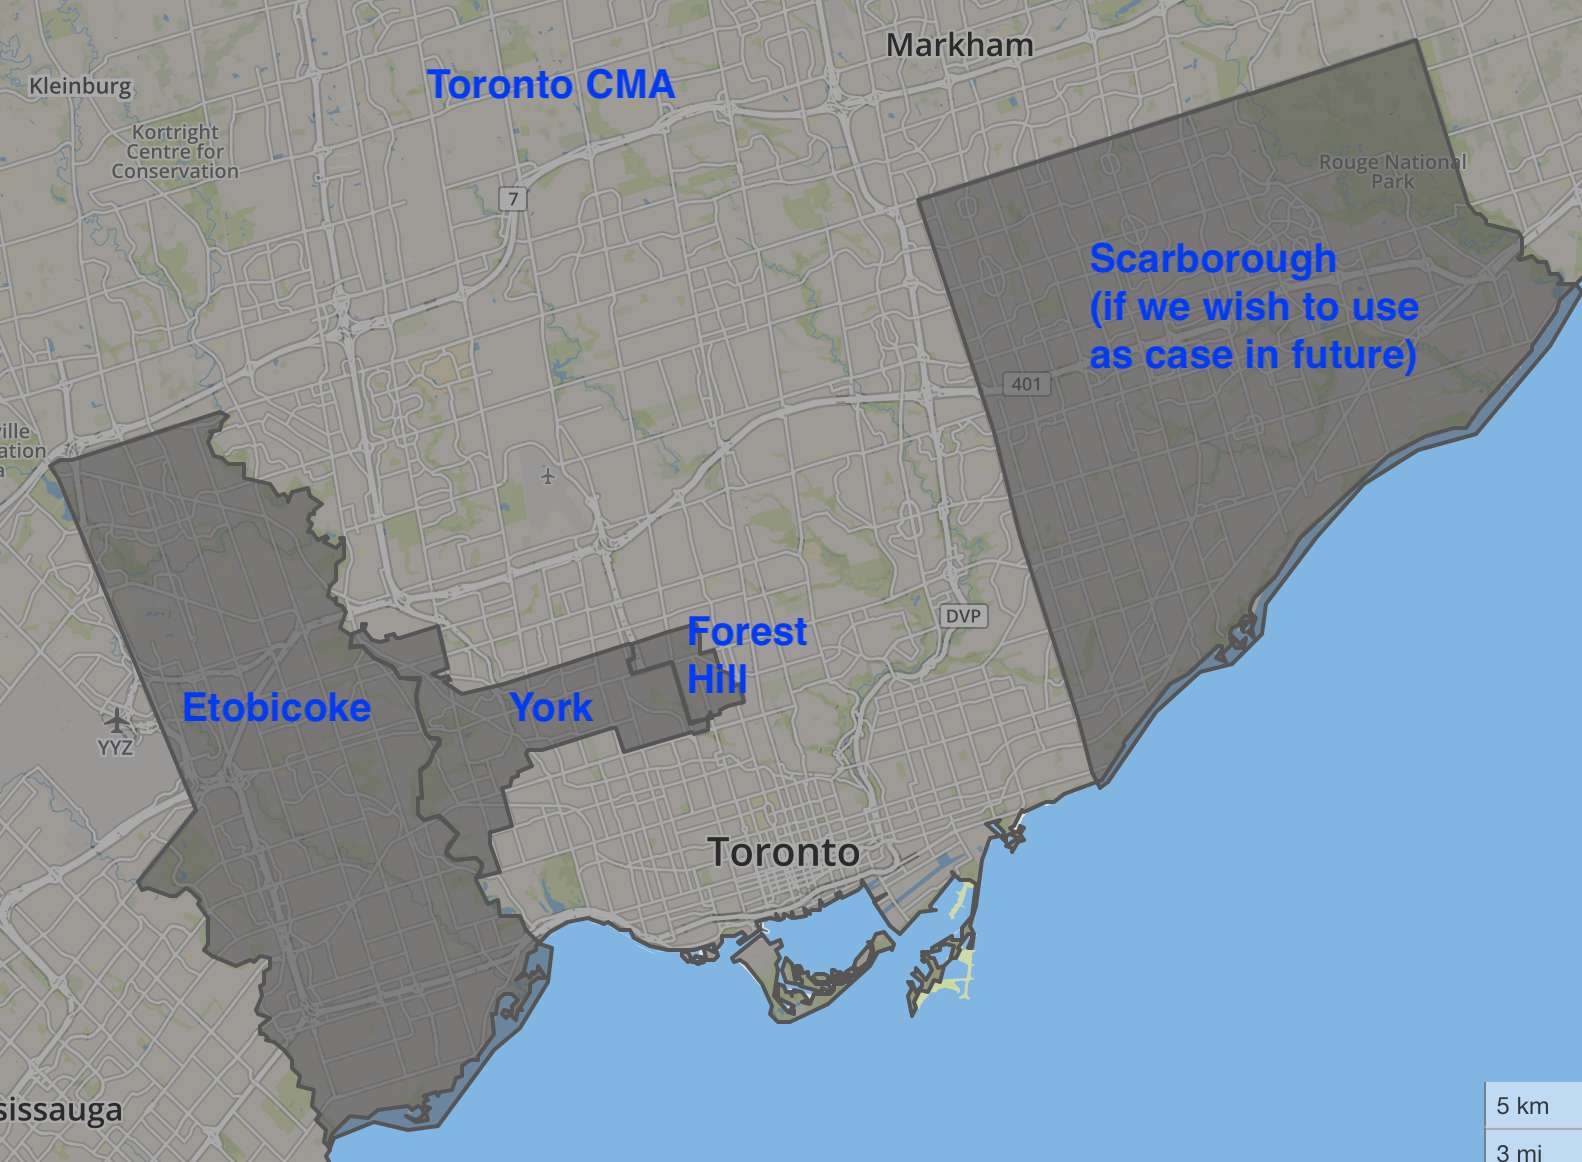 Markham
Toronto CMA
Kleinburg
Kortright
Centre for
Conservation
Rouge National
Park
7
Scarborough
(if we wish to use
as case in future)
401
ville
ation
a
DVP
Forest
Hill
Etobicoke
York
YYZ
Toronto
sissauga
5 km
3 mi